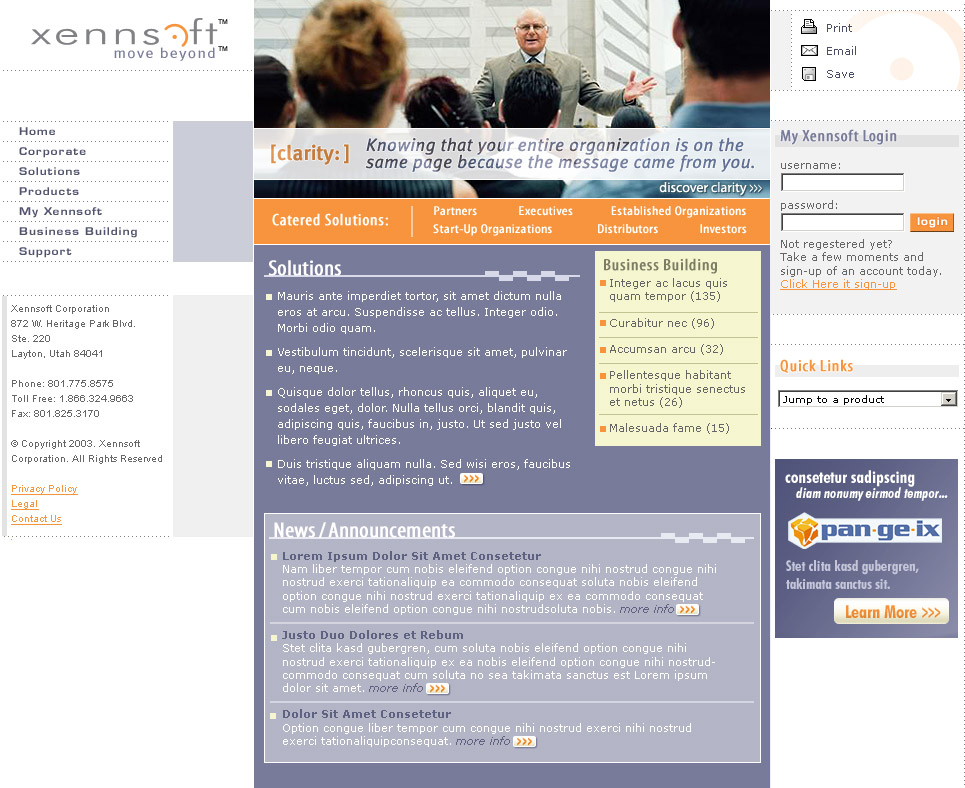 xennsoft™
move beyond™
Home
Corporate
Solutions
Products
My Xennsoft
Business Building
Support
Xennsoft Corporation
872 W. Heritage Park Blvd.
Ste. 220
Layton, Utah 84041
Phone: 801.775.8575
Toll Free: 1.866.324.9663
Fax: 801.825.3170
© Copyright 2003. Xennsoft
Corporation. All Rights Reserved
Privacy Policy
Legal
Contact Us
[clarity:]
Knowing that your entire organization is on the
same page because the message came from you.
discover clarity >>>
Catered Solutions:
Partners Executives Established Organizations
Start-Up Organizations Distributors Investors
Solutions
Mauris ante imperdiet tortor, sit amet dictum nulla
eros at arcu. Suspendisse ac tellus. Integer odio.
Morbi odio quam.
Vestibulum tincidunt, scelerisque sit amet, pulvinar
eu, neque.
Quisque dolor tellus, rhoncus quis, aliquet eu,
sodales eget, dolor. Nulla tellus orci, blandit quis,
adipiscing quis, faucibus in, justo. Ut sed justo vel
libero feugiat ultrices.
Duis tristique aliquam nulla. Sed wisi eros, faucibus
vitae, luctus sed, adipiscing ut. >>>
Business Building
Integer ac lacus quis
quam tempor (135)
Curabitur nec (96)
Accumsan arcu (32)
Pellentesque habitant
morbi tristique senectus
et netus (26)
Malesuada fame (15)
News / Announcements
Lorem Ipsum Dolor Sit Amet Consetetur
Nam liber tempor cum nobis eleifend option congue nihi nostrud congue nihi
nostrud exerci tationaliquip ea commodo consequat soluta nobis eleifend
option congue nihi nostrud exerci tationaliquip ex ea commodo consequat
cum nobis eleifend option congue nihi nostrudsoluta nobis. more info >>>
Justo Duo Dolores et Rebum
Stet clita kasd gubergren, cum soluta nobis eleifend option congue nihi
nostrud exerci tationaliquip ex ea nobis eleifend option congue nihi nostrud-
commodo consequat cum soluta no sea takimata sanctus est Lorem ipsum
dolor sit amet. more info >>>
Dolor Sit Amet Consetetur
Option congue liber tempor cum congue nihi nostrud exerci nihi nostrud
exerci tationaliquipconsequat. more info >>>
Print
Email
Save
My Xennsoft Login
username:
password:
login
Not regestered yet?
Take a few moments and
sign-up of an account today.
Click Here it sign-up
Quick Links
Jump to a product
consetetur sadipscing
diam nonumy eirmod tempor...
pan·ge·ix
Stet clita kasd gubergren,
takimata sanctus sit.
Learn More >>>